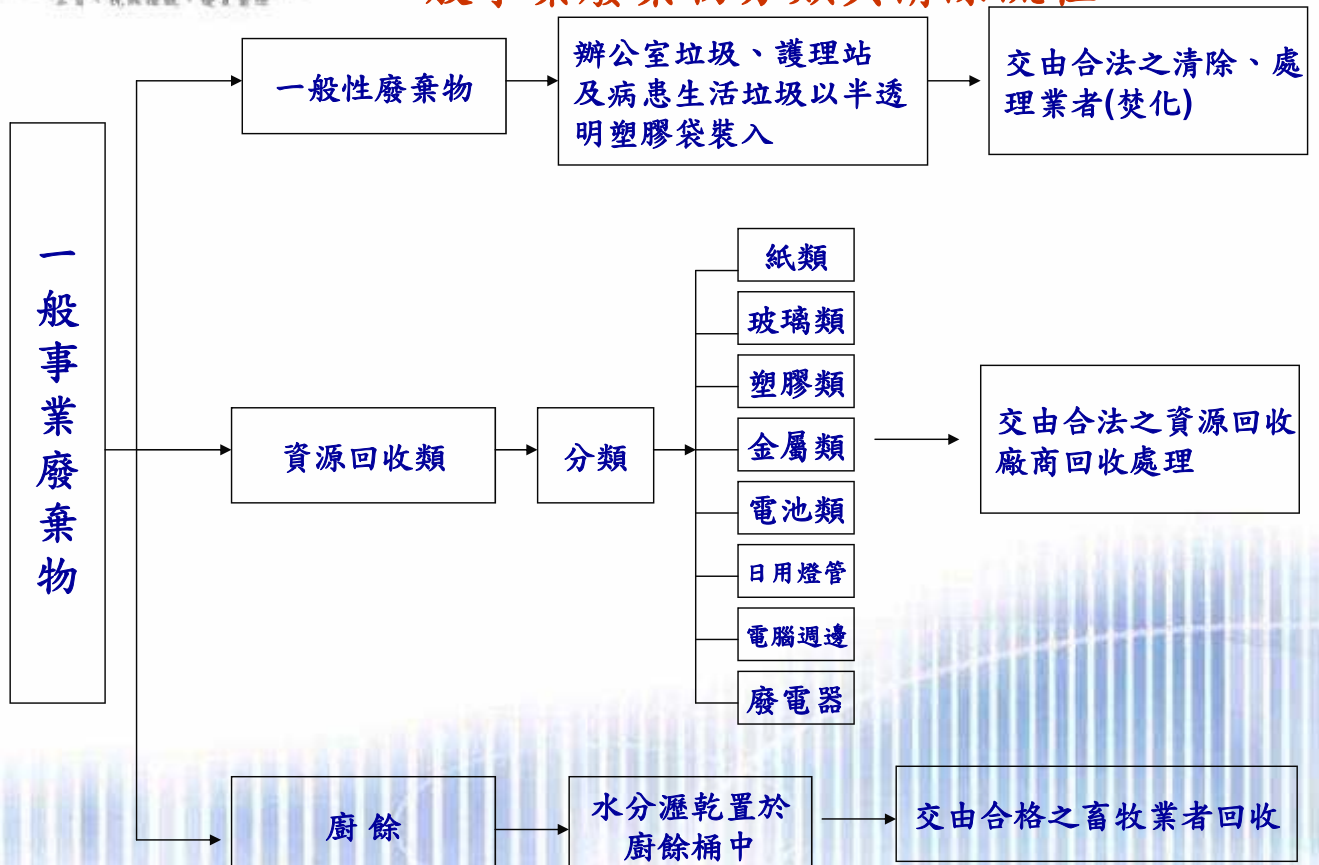 一般性廢棄物
辦公室垃圾、護理站
及病患生活垃圾以半透
明塑膠袋裝入
交由合法之清除、處
理業者(焚化)
一般事業廢棄物
資源回收類
分類
紙類
玻璃類
塑膠類
金屬類
電池類
日用燈管
電腦週邊
廢電器
交由合法之資源回收
廠商回收處理
廚餘
水分瀝乾置於
廚餘桶中
交由合格之畜牧業者回收